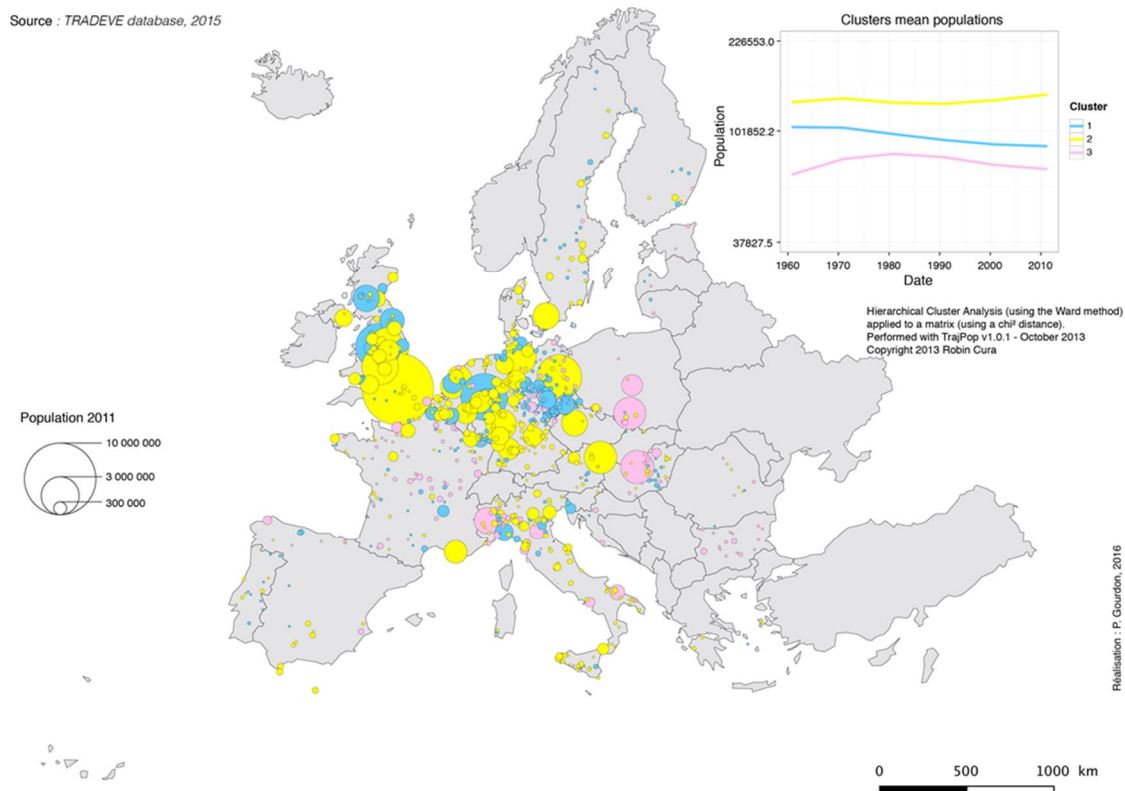 Source : TRADEVE database, 2015
Clusters mean populations
226553.0
101852.2
37827.5
Population
1960 1970 1980 1990 2000 2010
Date
Cluster
1
2
3
Hierarchical Cluster Analysis (using the Ward method)
applied to a matrix (using a chi² distance).
Performed with TrajPop v1.0.1 - October 2013
Copyright 2013 Robin Cura
Population 2011
10 000 000
3 000 000
300 000
Réalisation : P. Gourdon, 2016
0 500 1000 km